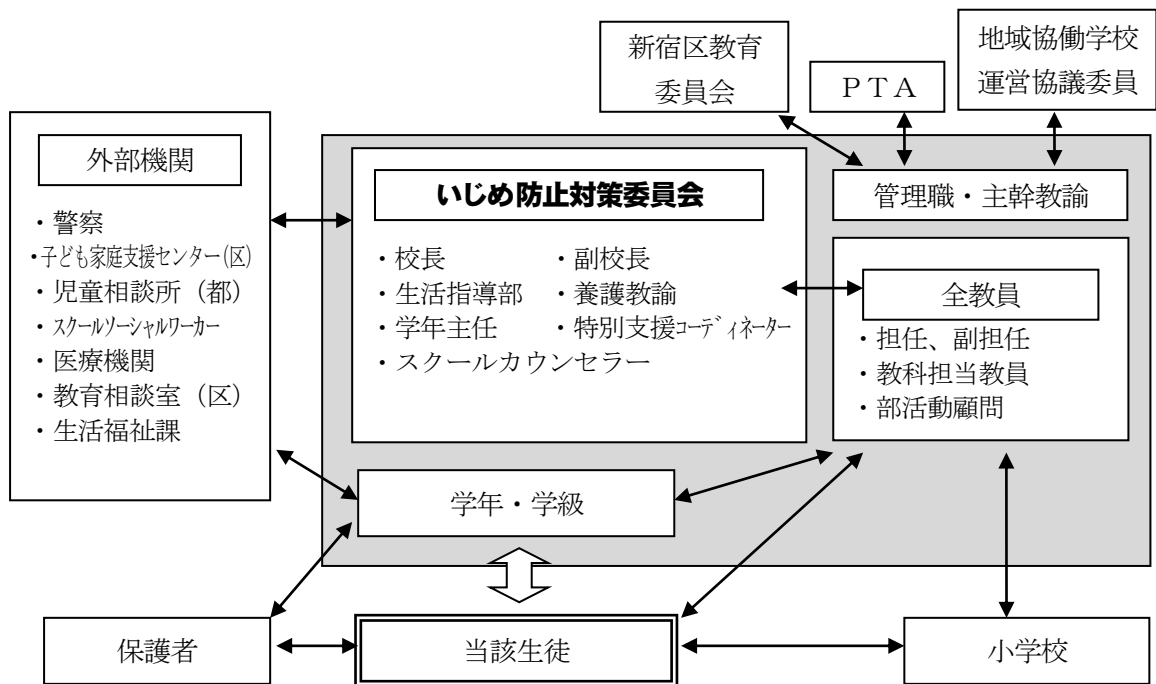 新宿区教育
委員会
ＰＴＡ
地域協働学校
運営協議委員
外部機関
・警察
・子ども家庭支援センター(区)
・児童相談所（都）
・スクールソーシャルワーカー
・医療機関
・教育相談室（区）
・生活福祉課
いじめ防止対策委員会
・校長　・副校長
・生活指導部　・養護教諭
・学年主任　・特別支援コーディネーター
・スクールカウンセラー
管理職・主幹教諭
全教員
・担任、副担任
・教科担当教員
・部活動顧問
学年・学級
保護者
当該生徒
小学校